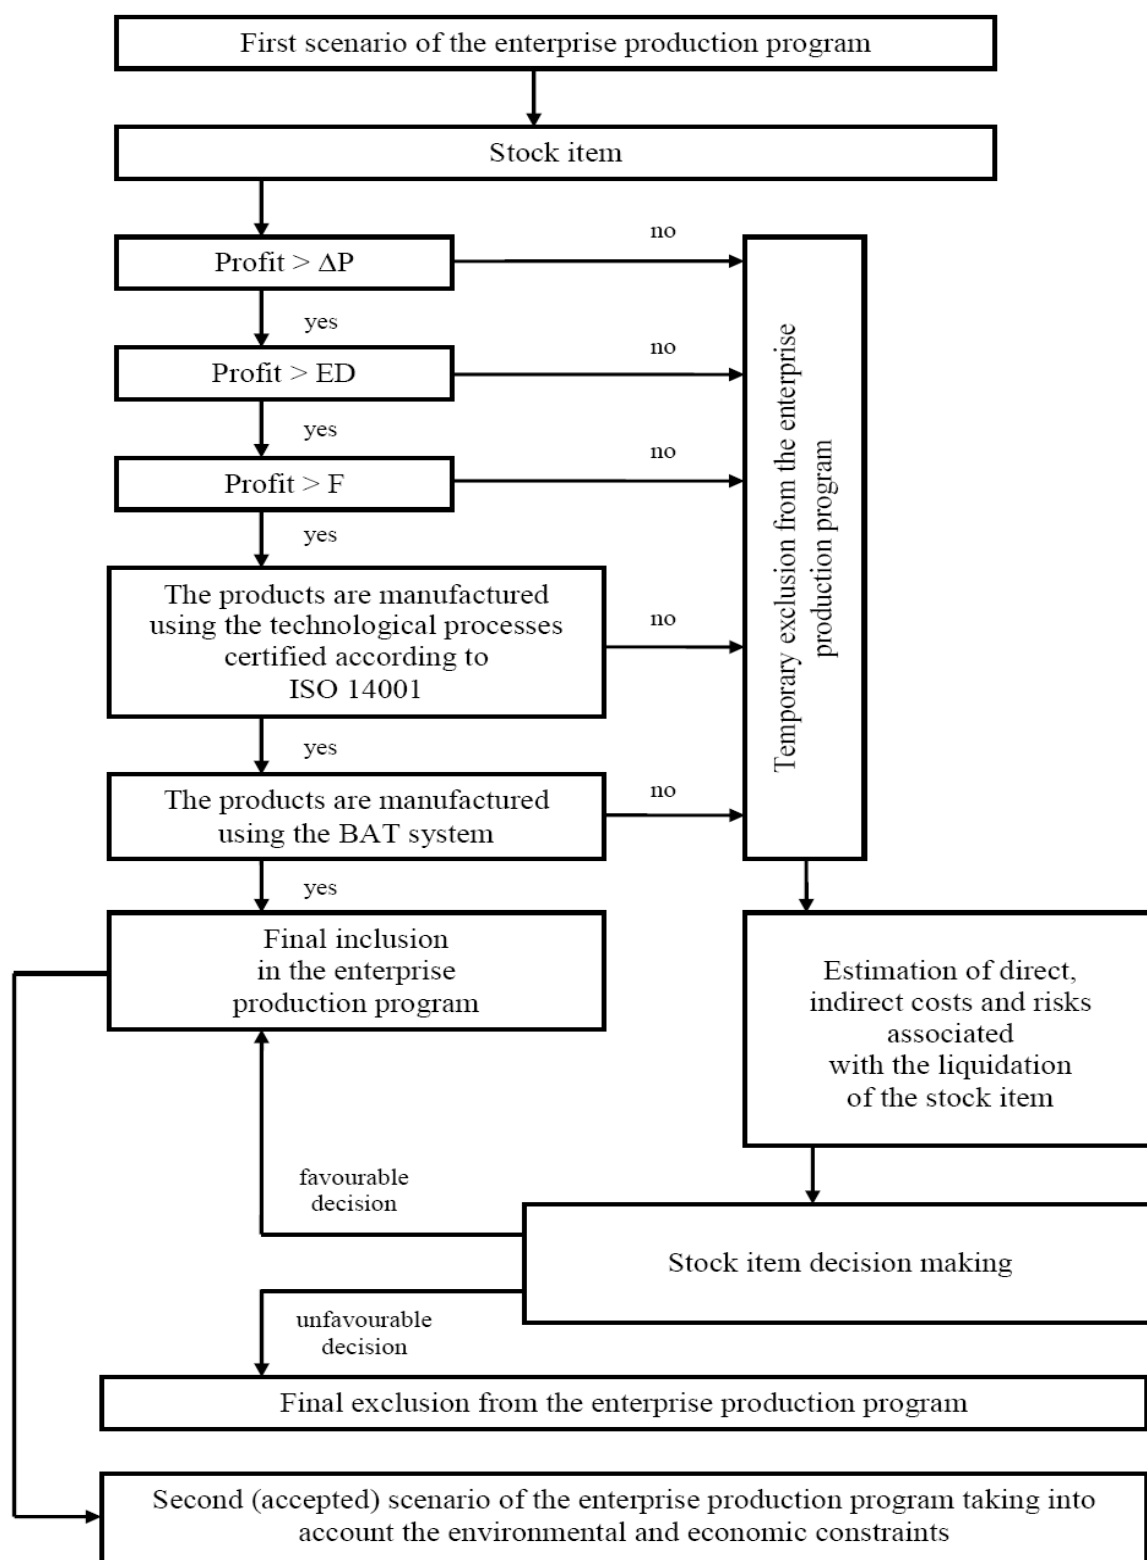 First scenario of the enterprise production program
Stock item
no
Profit > ΔP
yes
no
Profit > ED
yes
no
Profit > F
yes
The products are manufactured
using the technological processes
certified according to
ISO 14001
no
yes
The products are manufactured
using the BAT system
no
yes
Temporary exclusion from the enterprise
production program
Final inclusion
in the enterprise
production program
Estimation of direct,
indirect costs and risks
associated
with the liquidation
of the stock item
favourable
decision
Stock item decision making
unfavourable
decision
Final exclusion from the enterprise production program
Second (accepted) scenario of the enterprise production program taking into
account the environmental and economic constraints